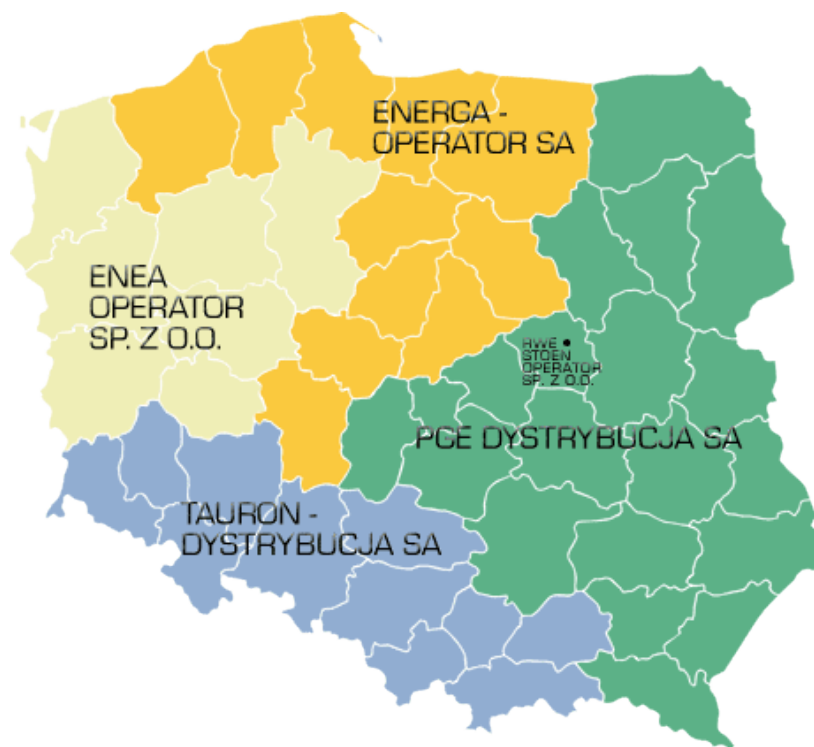 ENERGA -
OPERATOR SA
ENEA
OPERATOR
SP. Z O.O.
RWE
STOEN
OPERATOR
SP. Z O.O.
PGE DYSTRYBUCJA SA
TAURON -
DYSTRYBUCJA SA